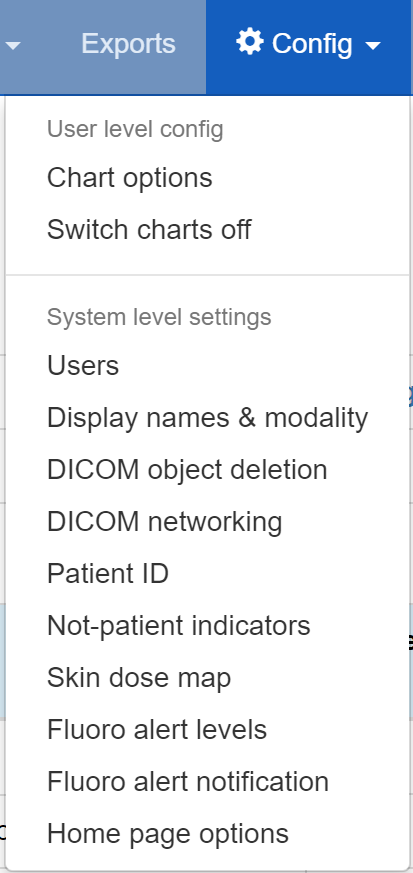 Exports
Config
User level config
Chart options
Switch charts off
System level settings
Users
Display names & modality
DICOM object deletion
DICOM networking
Patient ID
Not-patient indicators
Skin dose map
Fluoro alert levels
Fluoro alert notification
Home page options